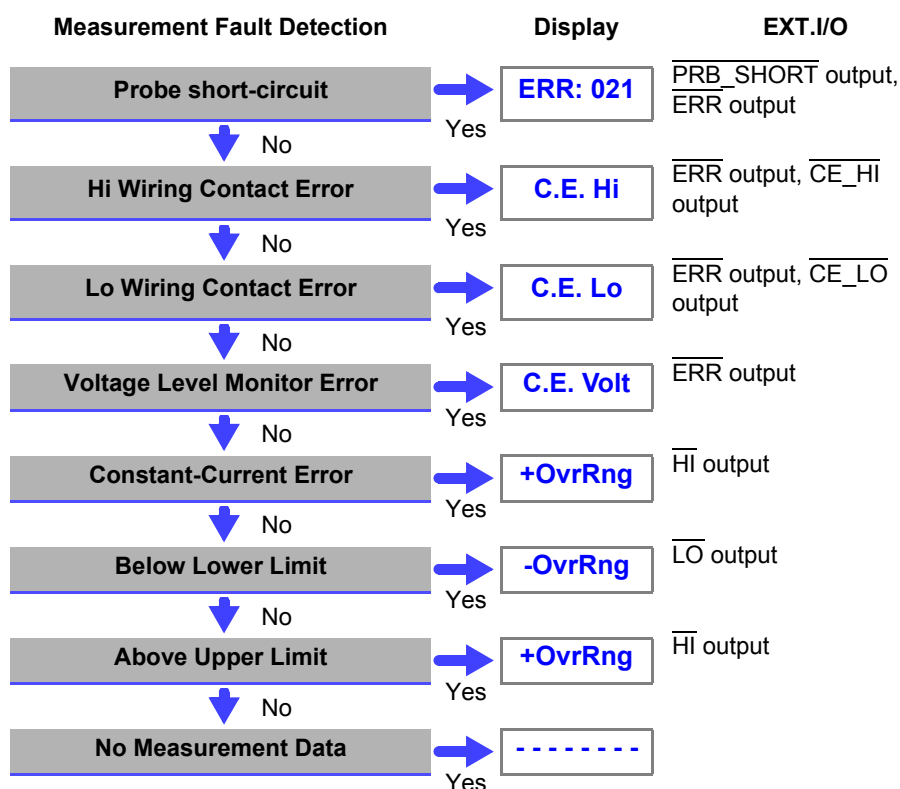 Measurement Fault Detection Display EXT.I/O
Probe short-circuit
ERR: 021
PRB_SHORT output,
ERR output
Yes
No
Hi Wiring Contact Error
C.E. Hi
ERR output, CE_HI
output
Yes
No
Lo Wiring Contact Error
C.E. Lo
ERR output, CE_LO
output
Yes
No
Voltage Level Monitor Error
C.E. Volt
ERR output
Yes
No
Constant-Current Error
+OvrRng
HI output
Yes
No
Below Lower Limit
-OvrRng
LO output
Yes
No
Above Upper Limit
+OvrRng
HI output
Yes
No
No Measurement Data
- - - - - - - -
Yes